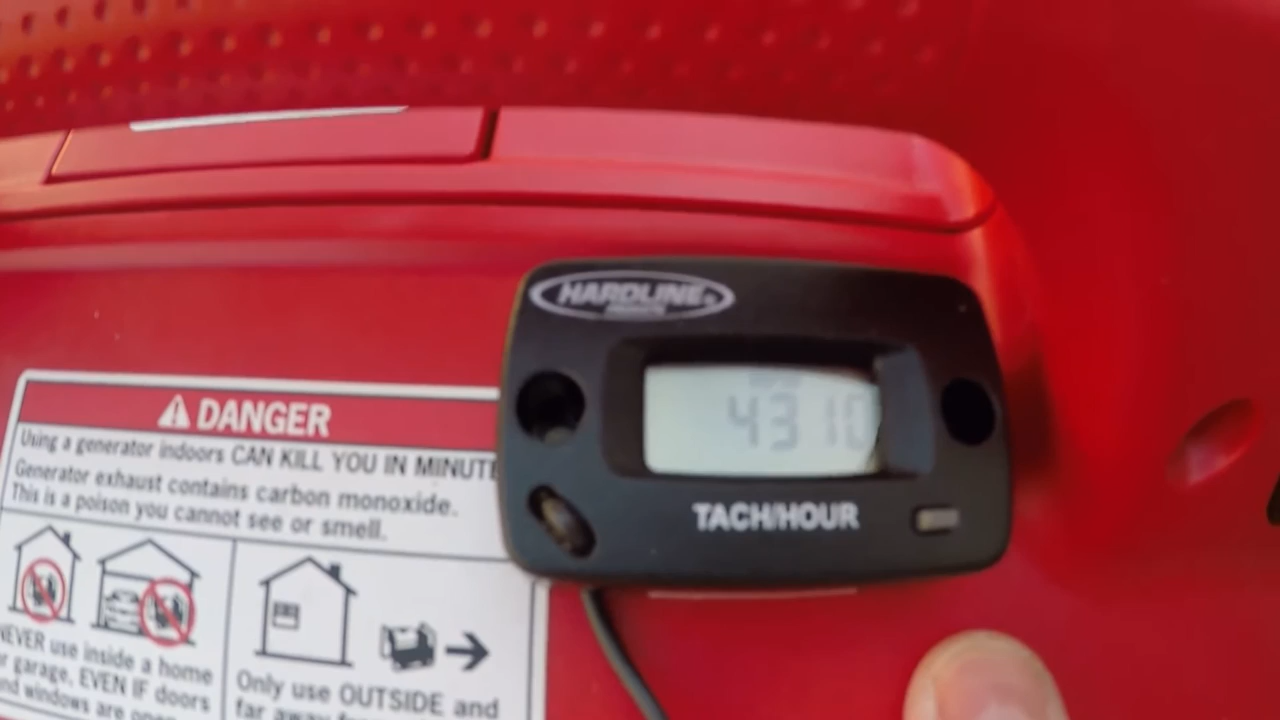 HARDLINE
4310
TACH/HOUR
DANGER
Using a generator indoors CAN KILL YOU IN MINUTE
Generator exhaust contains carbon monoxide.
This is a poison you cannot see or smell.
NEVER use inside a home
r garage, EVEN IF doors
nd windows are open
Only use OUTSIDE and
far away